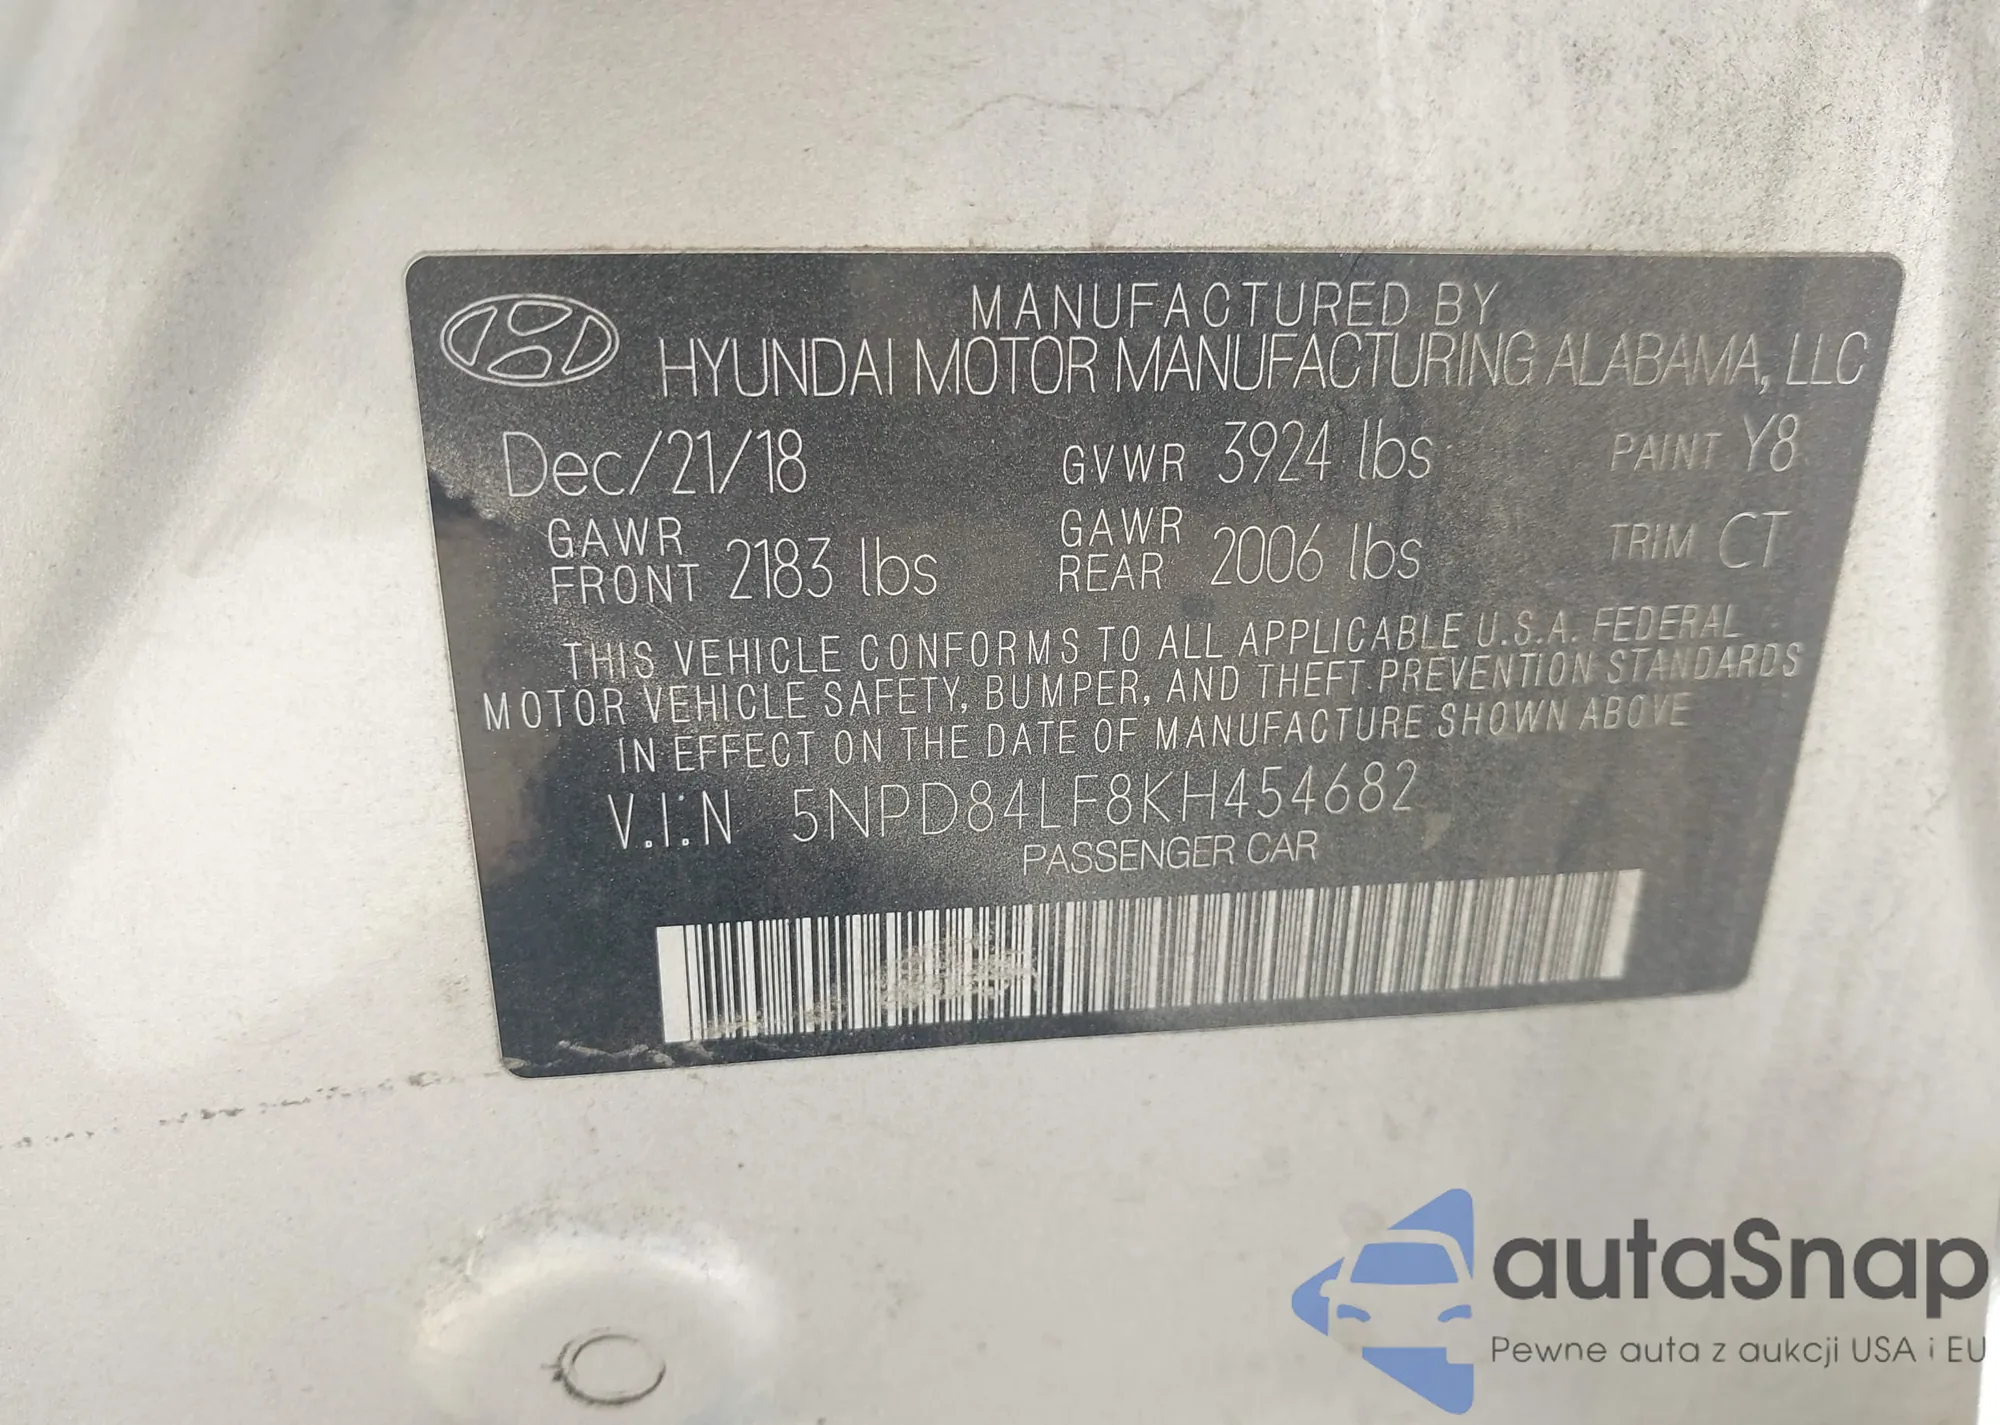 MANUFACTURED BY
HYUNDAI MOTOR MANUFACTURING ALABAMA, LLC
Dec/21/18 GVWR 3924 lbs PAINT Y8
GAWR FRONT 2183 lbs GAWR REAR 2006 lbs TRIM CT
THIS VEHICLE CONFORMS TO ALL APPLICABLE U.S.A. FEDERAL
MOTOR VEHICLE SAFETY, BUMPER, AND THEFT PREVENTION STANDARDS
IN EFFECT ON THE DATE OF MANUFACTURE SHOWN ABOVE
V.I.N 5NPD84LF8KH454682
PASSENGER CAR
autaSnap
Pewne auta z aukcji USA i EU